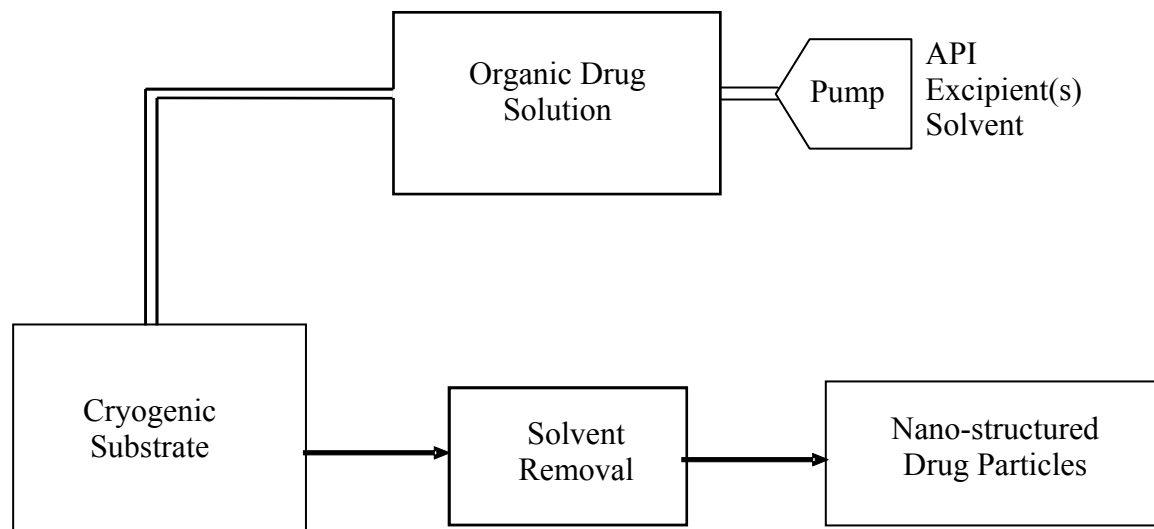 Organic Drug
Solution
Pump
API
Excipient(s)
Solvent
Cryogenic
Substrate
Solvent
Removal
Nano-structured
Drug Particles